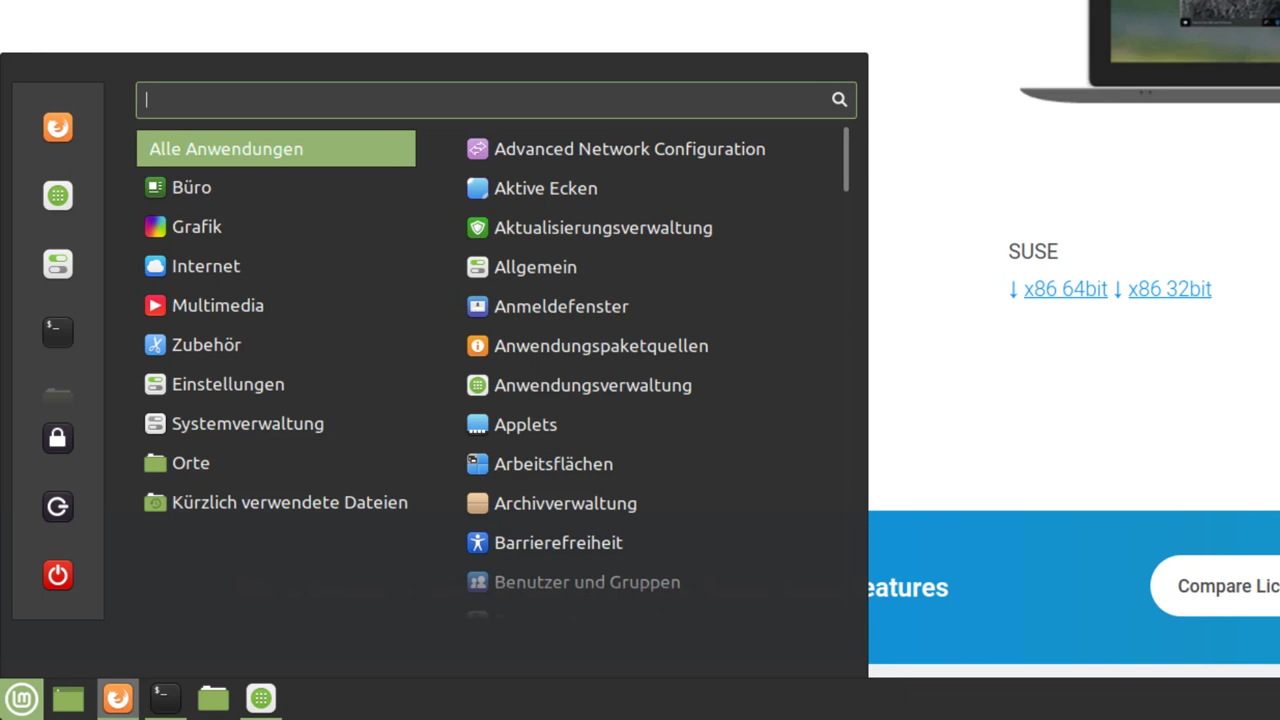 Alle Anwendungen
Büro
Grafik
Internet
Multimedia
Zubehör
Einstellungen
Systemverwaltung
Orte
Kürzlich verwendete Dateien
Advanced Network Configuration
Aktive Ecken
Aktualisierungsverwaltung
Allgemein
Anmeldefenster
Anwendungspaketquellen
Anwendungsverwaltung
Applets
Arbeitsflächen
Archivverwaltung
Barrierefreiheit
Benutzer und Gruppen
SUSE
↓ x86 64bit ↓ x86 32bit
eatures
Compare Lic